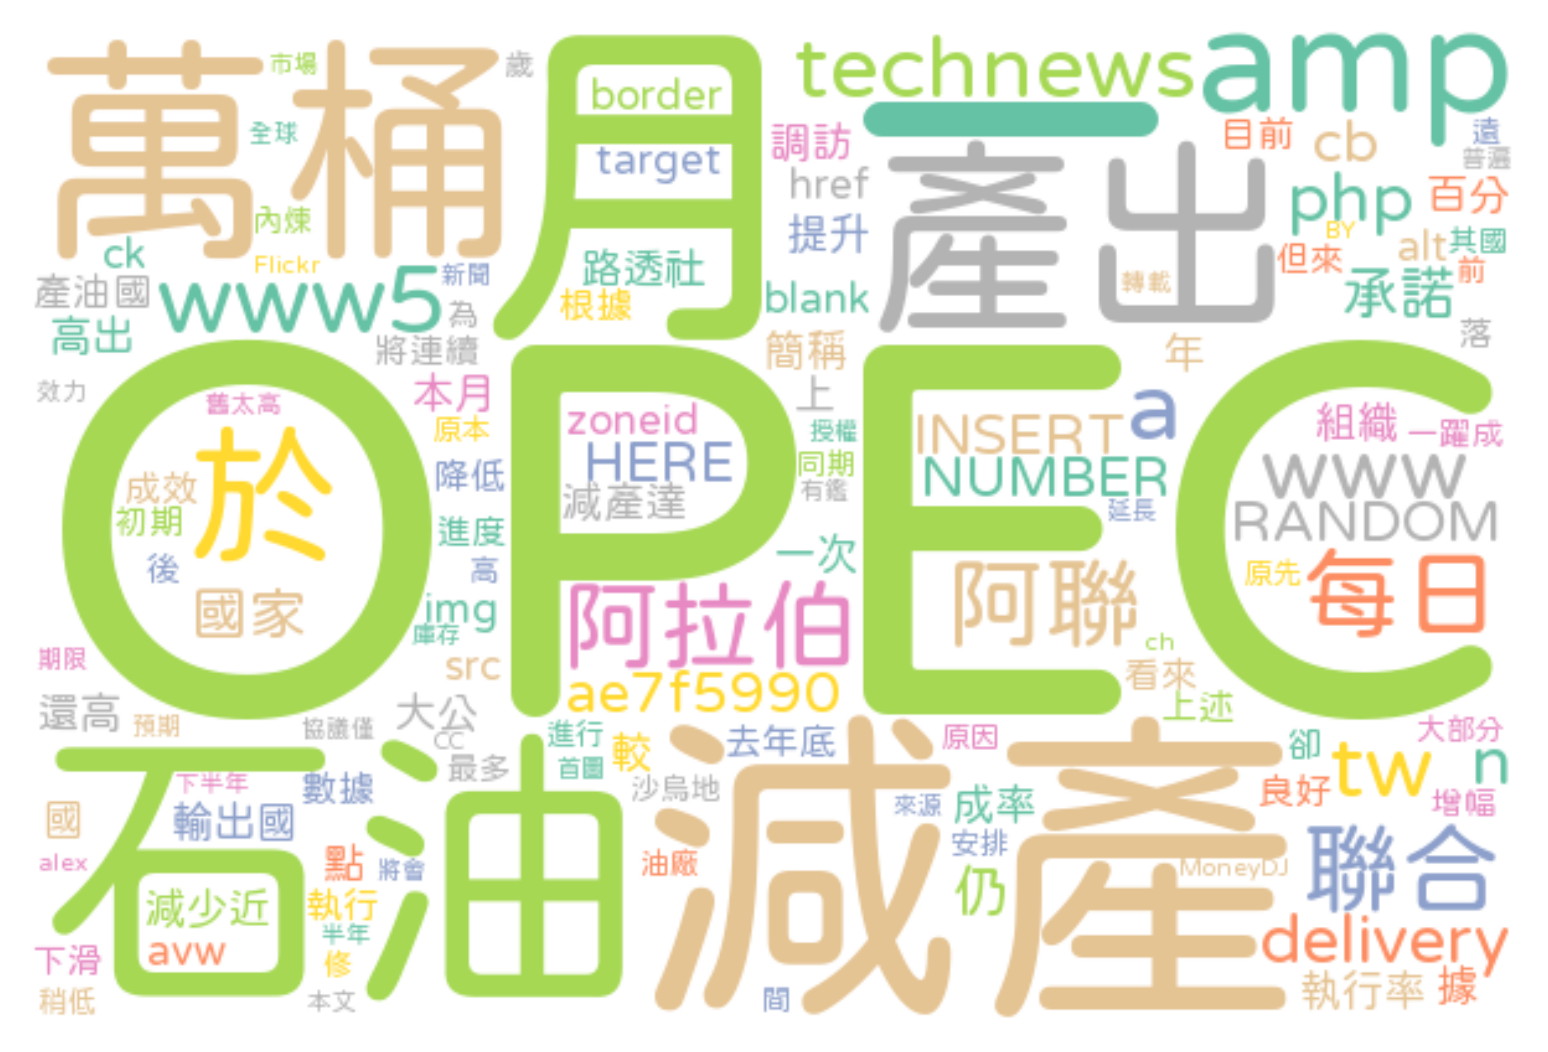 萬桶
市場
歲
月
border
target
technews
amp
一
全球
調訪
目前
cb
遠
普遍
href
產出
php
百分
內煉
提升
BY
alt
其國
ck
Flickr
路透社
但來
前
產油國
www5
新聞
根據
blank
轉載
承諾
高出
為
將連續
簡稱
年
落
效力
OPEC
舊太高
本月
原本
上
zoneid
授權
INSERT
a
組織
一躍成
於
成效
初期
降低
HERE
同期
有鑑
NUMBER
www
減產達
延長
RANDOM
後
進度
高
一次
原先
每日
國家
img
庫存
阿拉伯
阿聯
ch
期限
src
ae7f5990
看來
上述
還高
預期
協議僅
大公
CC
進行
較
去年底
原因
大部分
石油
減產
卻
tw
n
下半年
數據
最多
首圖
沙烏地
來源
成率
良好
增幅
國
輸出國
安排
alex
點
將會
油廠
MoneyDJ
聯合
減少近
執行
仍
半年
delivery
下滑
avw
修
稍低
本文
間
執行率
據